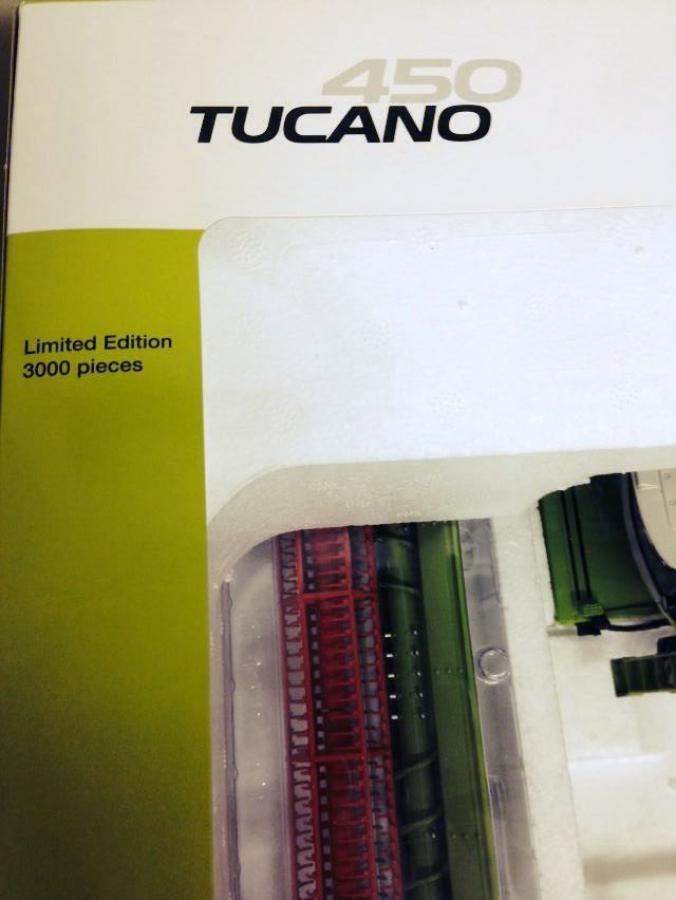 450
TUCANO
Limited Edition
3000 pieces